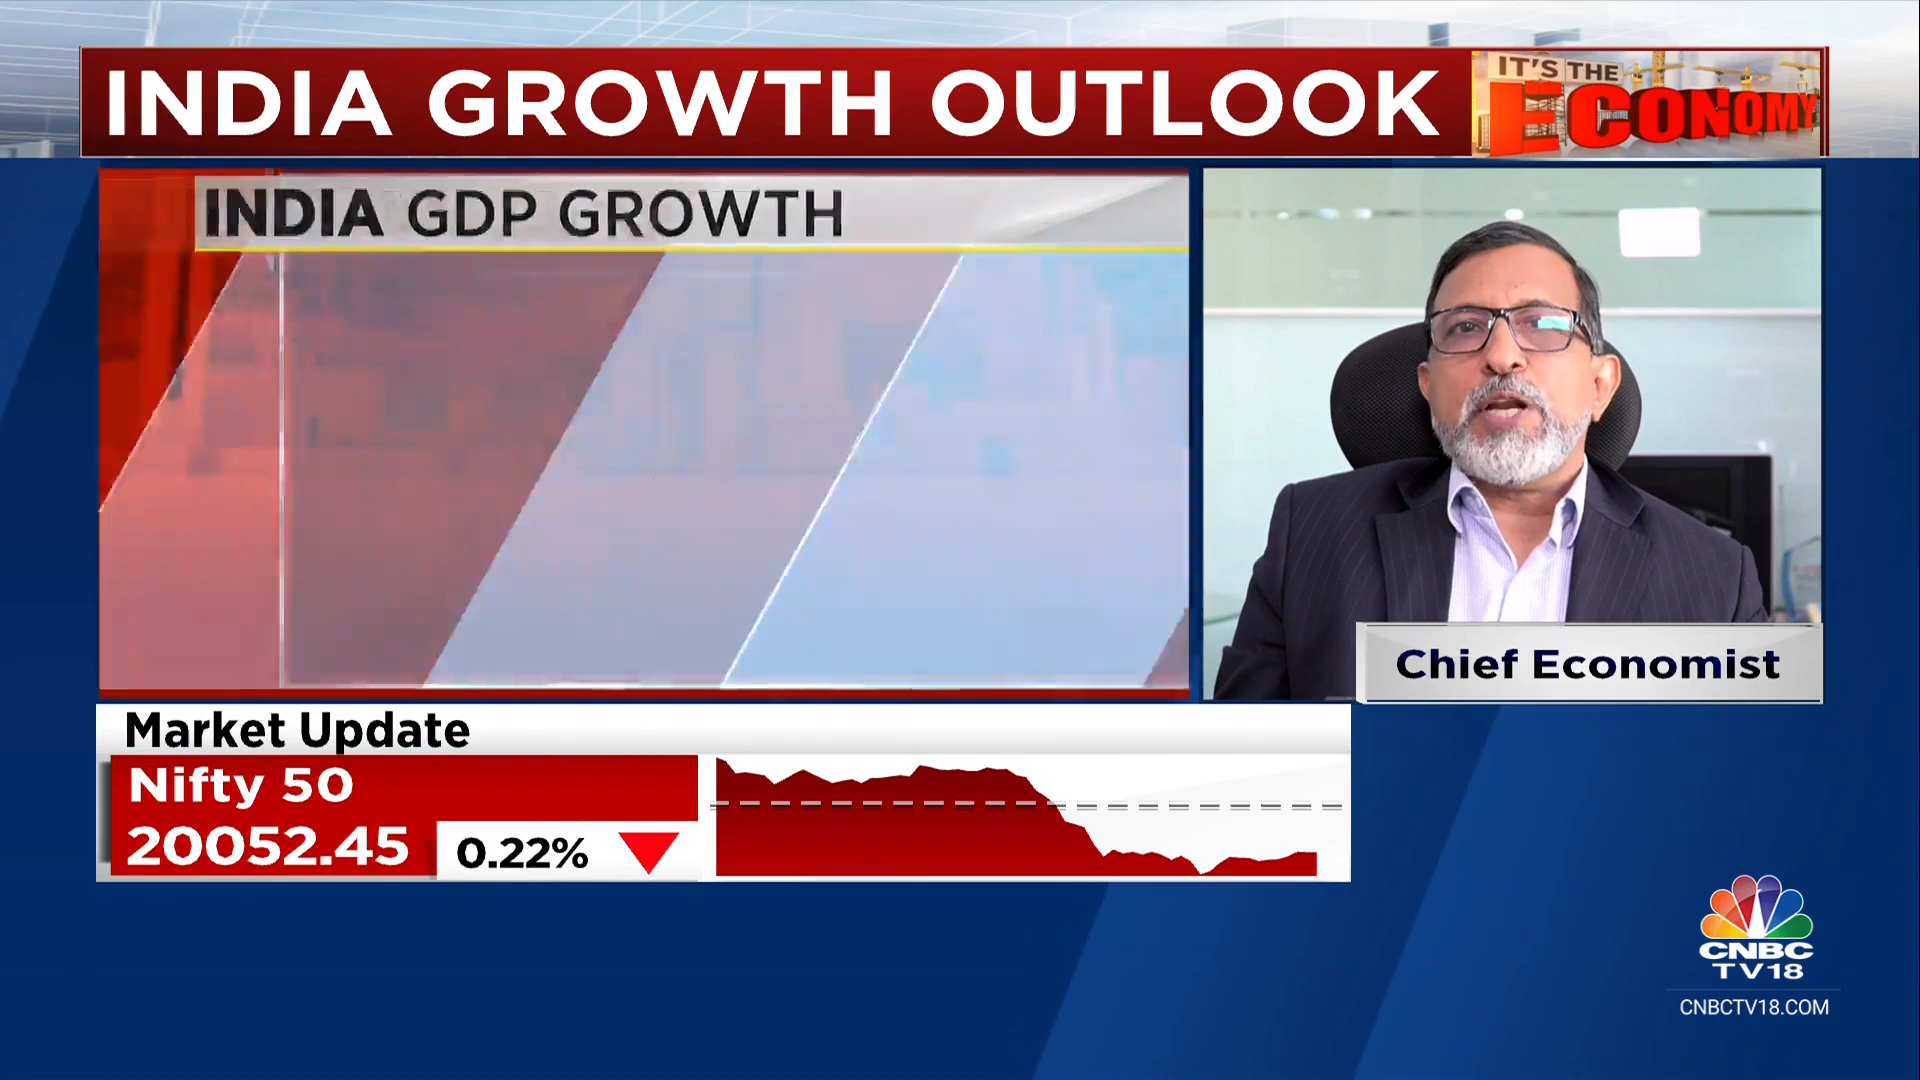 INDIA GROWTH OUTLOOK
IT'S THE
ECONOMY
INDIA GDP GROWTH
Chief Economist
Market Update
Nifty 50
20052.45
0.22%
CNBC
TV18
CNBCTV18.COM